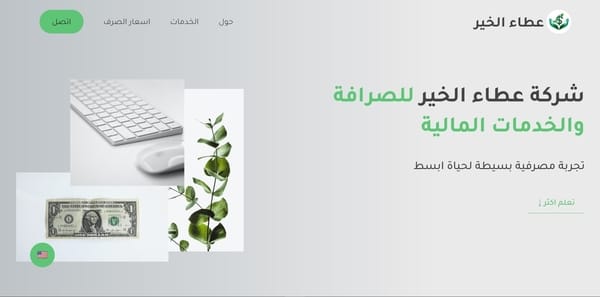 عطاء الخير
حول
الخدمات
اسعار الصرف
اتصل
شركة عطاء الخير للصرافة
والخدمات المالية
تجربة مصرفية بسيطة لحياة ابسط
تعلم اكثر